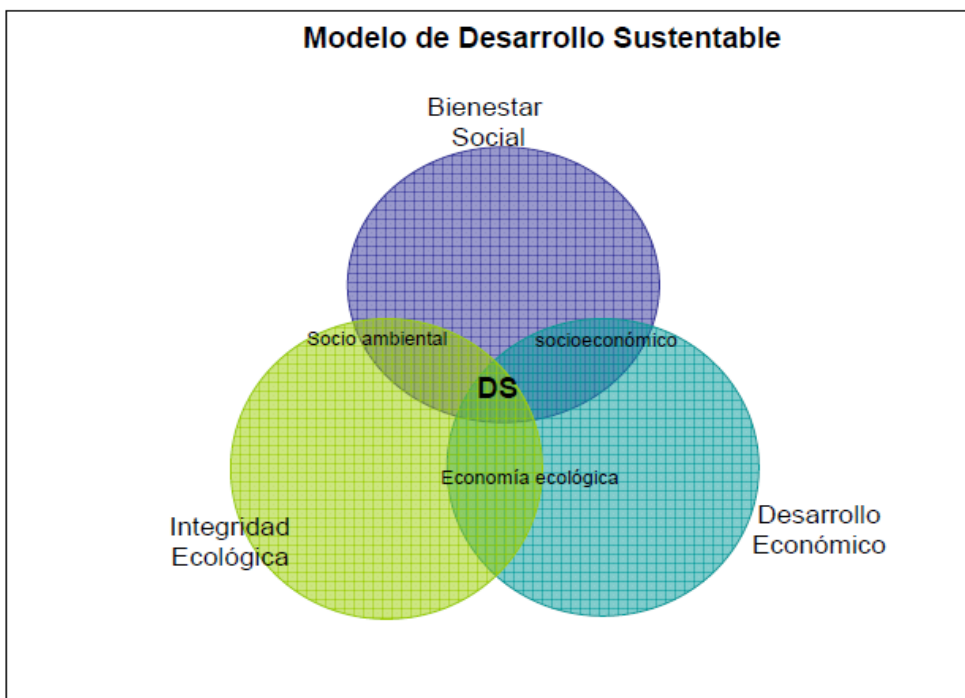 Modelo de Desarrollo Sustentable
Bienestar
Social
Socio ambiental
socioeconómico
DS
Economía ecológica
Integridad
Ecológica
Desarrollo
Económico